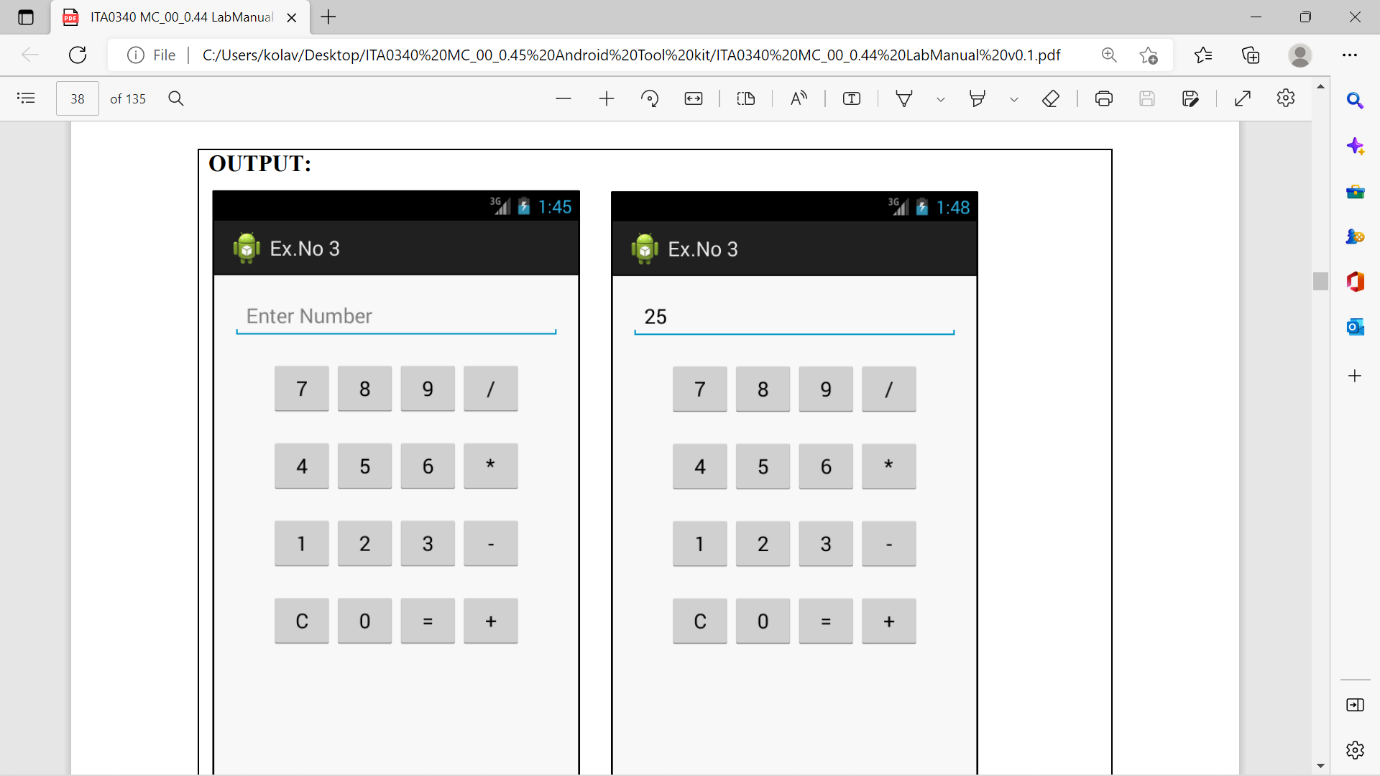 ITA0340 MC_00_0.44 LabManual
File
C:/Users/kolav/Desktop/ITA0340%20MC_00_0.45%20Android%20Tool%20kit/ITA0340%20MC_00_0.44%20LabManual%20v0.1.pdf
38 of 135
OUTPUT:
3G 1:45
Ex.No 3
Enter Number
7 8 9 /
4 5 6 *
1 2 3 -
C 0 = +
3G 1:48
Ex.No 3
25
7 8 9 /
4 5 6 *
1 2 3 -
C 0 = +